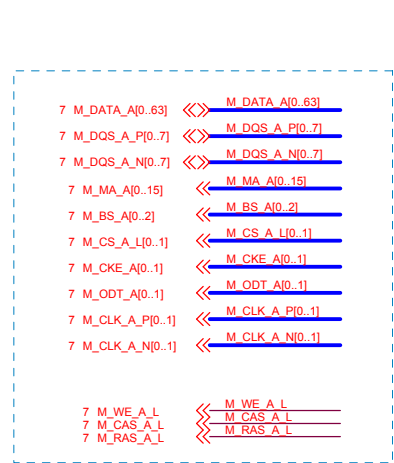 7 M_DATA_A[0..63] M_DATA_A[0..63]
7 M_DQS_A_P[0..7] M_DQS_A_P[0..7]
7 M_DQS_A_N[0..7] M_DQS_A_N[0..7]
7 M_MA_A[0..15] M_MA_A[0..15]
7 M_BS_A[0..2] M_BS_A[0..2]
7 M_CS_A_L[0..1] M_CS_A_L[0..1]
7 M_CKE_A[0..1] M_CKE_A[0..1]
7 M_ODT_A[0..1] M_ODT_A[0..1]
7 M_CLK_A_P[0..1] M_CLK_A_P[0..1]
7 M_CLK_A_N[0..1] M_CLK_A_N[0..1]
7 M_WE_A_L M_WE_A_L
7 M_CAS_A_L M_CAS_A_L
7 M_RAS_A_L M_RAS_A_L